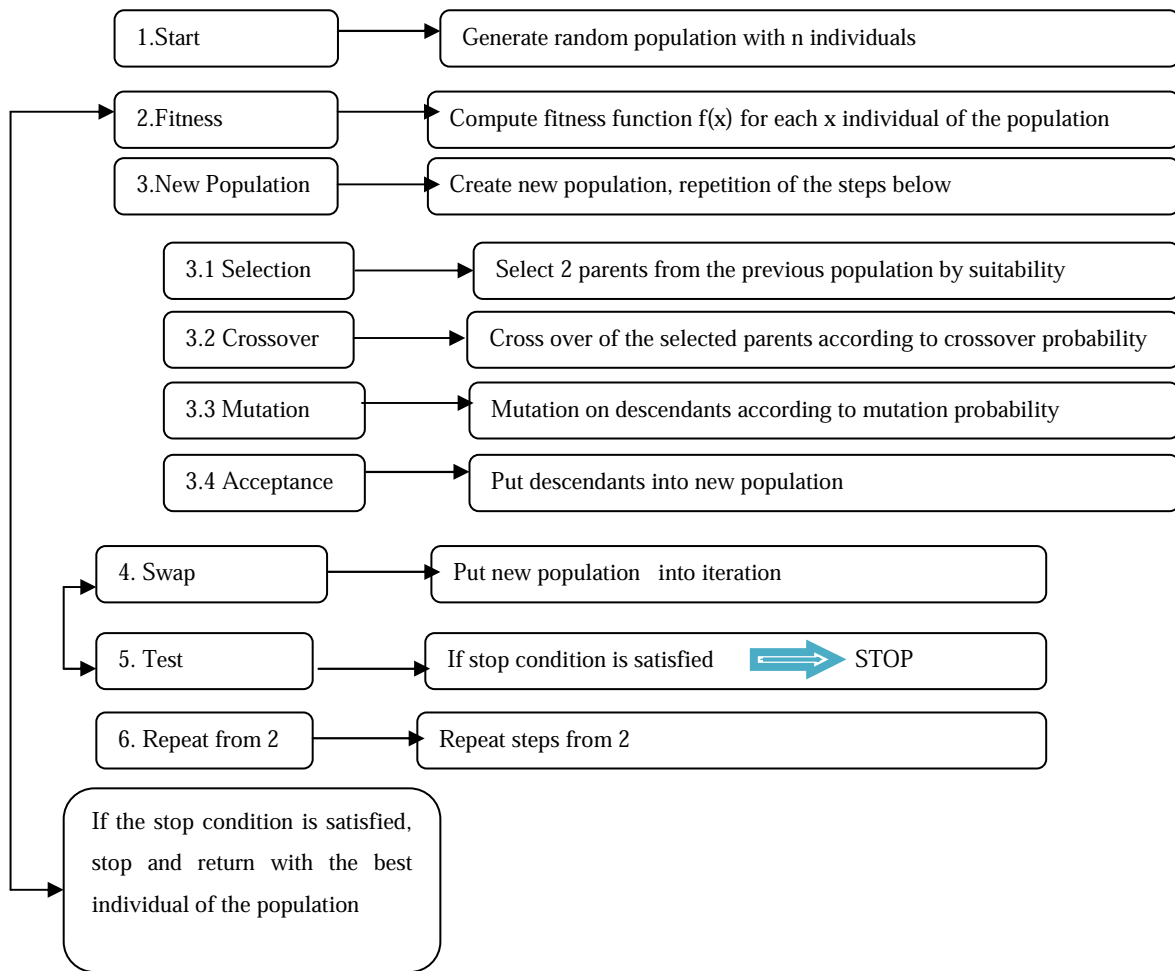 1.Start
Generate random population with n individuals
2.Fitness
Compute fitness function f(x) for each x individual of the population
3.New Population
Create new population, repetition of the steps below
3.1 Selection
Select 2 parents from the previous population by suitability
3.2 Crossover
Cross over of the selected parents according to crossover probability
3.3 Mutation
Mutation on descendants according to mutation probability
3.4 Acceptance
Put descendants into new population
4. Swap
Put new population into iteration
5. Test
If stop condition is satisfied STOP
6. Repeat from 2
Repeat steps from 2
If the stop condition is satisfied,
stop and return with the best
individual of the population